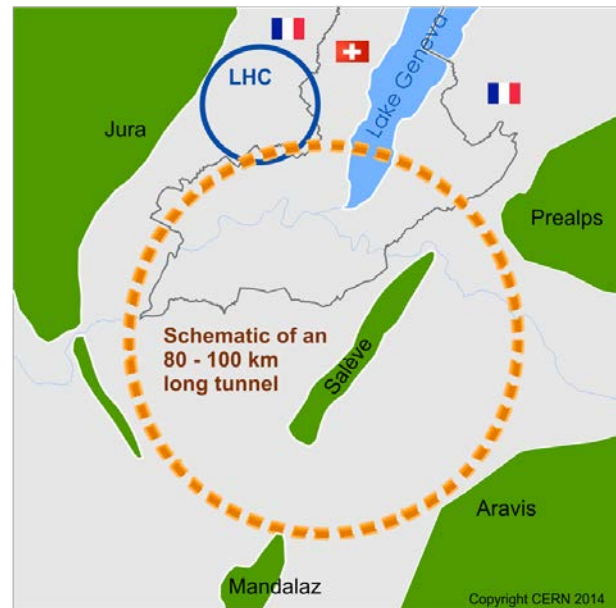 LHC
Jura
Lake Geneva
Prealps
Schematic of an
80 - 100 km
long tunnel
Salève
Aravis
Mandalaz
Copyright CERN 2014